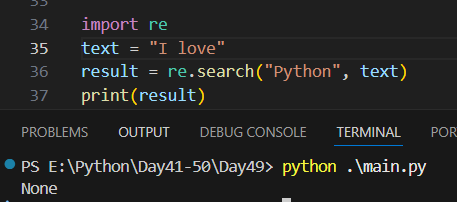 34
import re
35
text = "I love"
36
result = re.search("Python", text)
37
print(result)
PROBLEMS OUTPUT DEBUG CONSOLE TERMINAL POR
PS E:\Python\Day41-50\Day49> python .\main.py
None